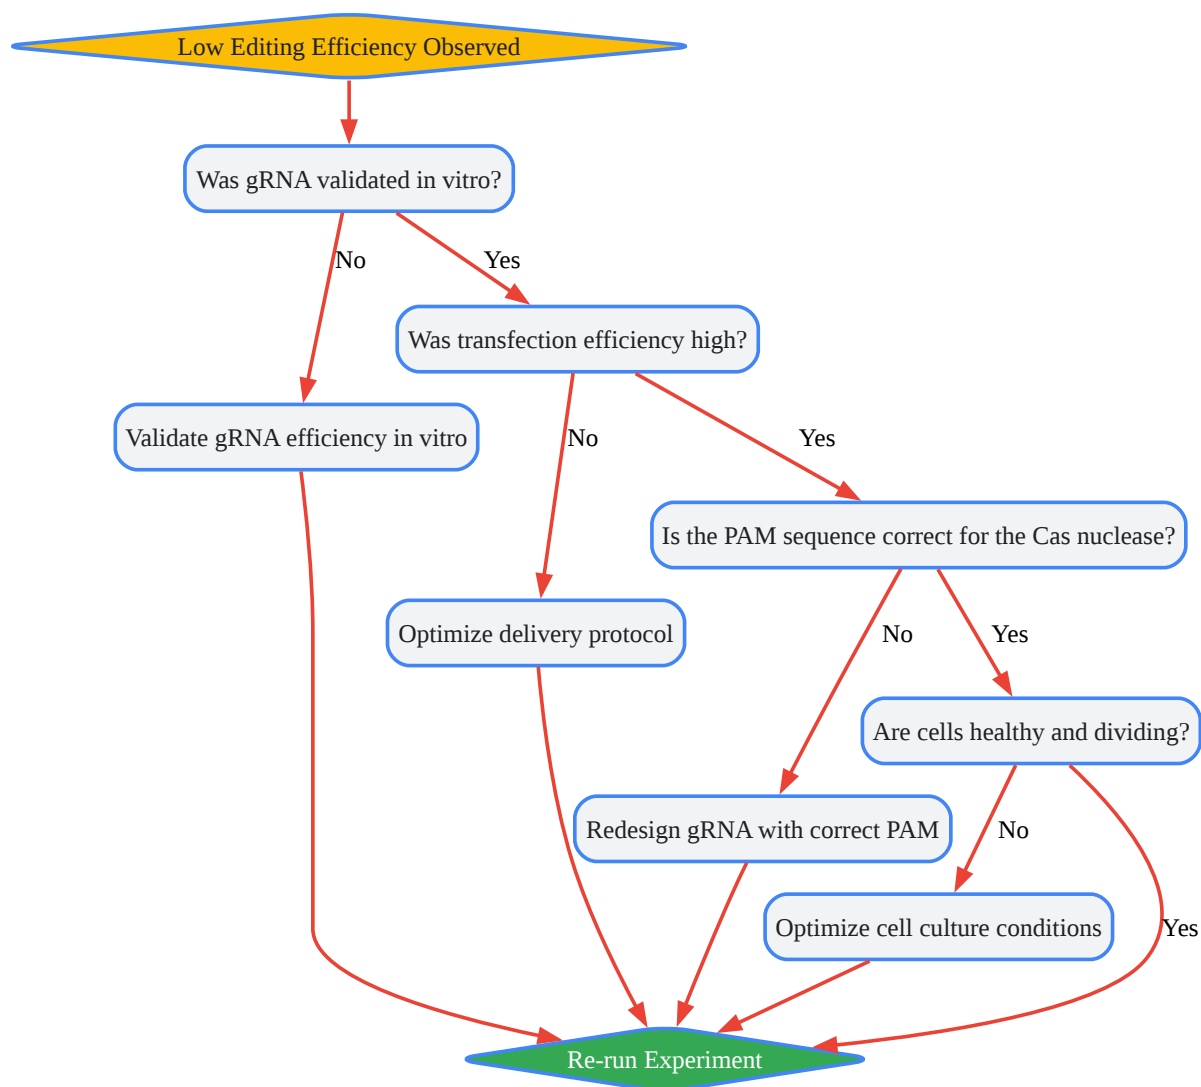 Low Editing Efficiency Observed
Was gRNA validated in vitro?
No
Yes
Was transfection efficiency high?
Validate gRNA efficiency in vitro
No
Yes
Is the PAM sequence correct for the Cas nuclease?
Optimize delivery protocol
No
Yes
Are cells healthy and dividing?
Redesign gRNA with correct PAM
No
Optimize cell culture conditions
Yes
Re-run Experiment